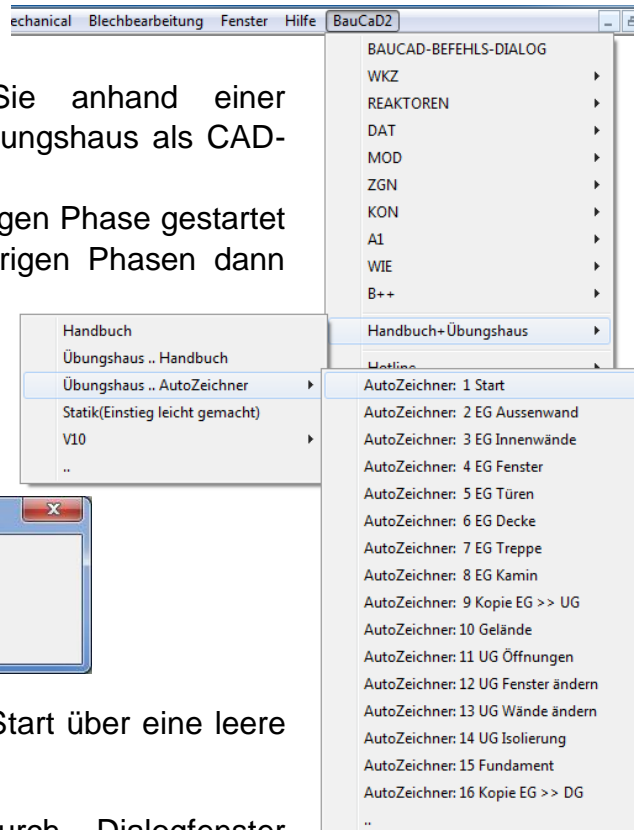 echanical Blechbearbeitung Fenster Hilfe BauCaD2
BAUCAD-BEFEHLS-DIALOG
WKZ
REAKTOREN
DAT
MOD
ZGN
KON
A1
WIE
B++
Handbuch+Übungshaus
Hotline
Sie anhand einer
ungshaus als CAD-
gen Phase gestartet
rigen Phasen dann
Handbuch
Übungshaus .. Handbuch
Übungshaus .. AutoZeichner
Statik(Einstieg leicht gemacht)
V10
..
AutoZeichner: 1 Start
AutoZeichner: 2 EG Aussenwand
AutoZeichner: 3 EG Innenwände
AutoZeichner: 4 EG Fenster
AutoZeichner: 5 EG Türen
AutoZeichner: 6 EG Decke
AutoZeichner: 7 EG Treppe
AutoZeichner: 8 EG Kamin
AutoZeichner: 9 Kopie EG >> UG
AutoZeichner: 10 Gelände
AutoZeichner: 11 UG Öffnungen
AutoZeichner: 12 UG Fenster ändern
AutoZeichner: 13 UG Wände ändern
AutoZeichner: 14 UG Isolierung
AutoZeichner: 15 Fundament
AutoZeichner: 16 Kopie EG >> DG
..
Start über eine leere
urch Dialogfenster